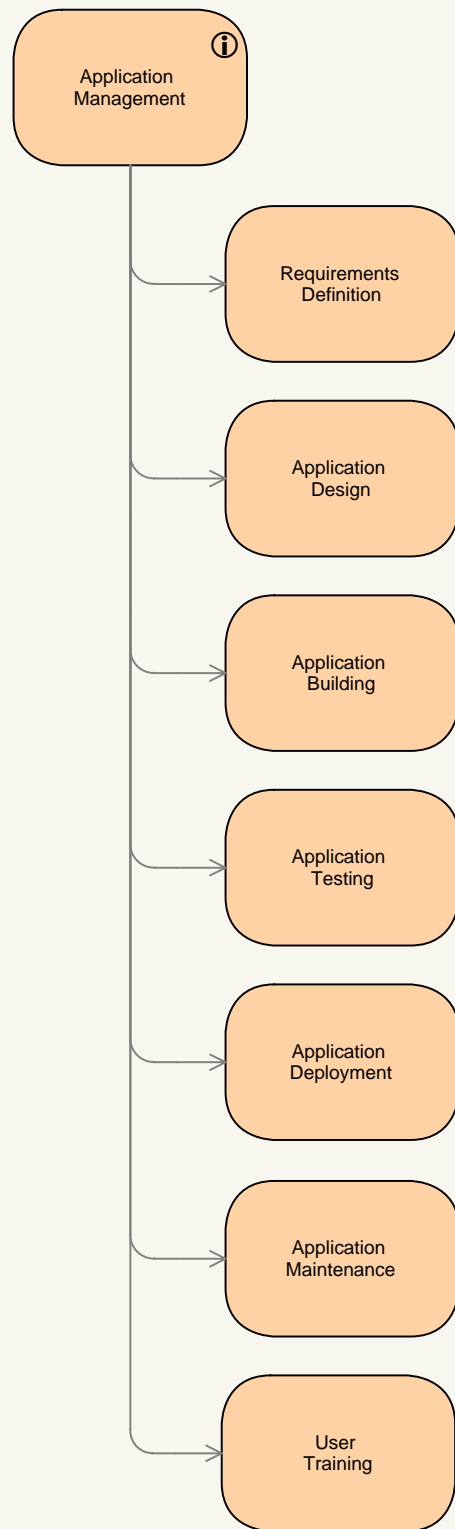 Application
Management
Requirements
Definition
Application
Design
Application
Building
Application
Testing
Application
Deployment
Application
Maintenance
User
Training